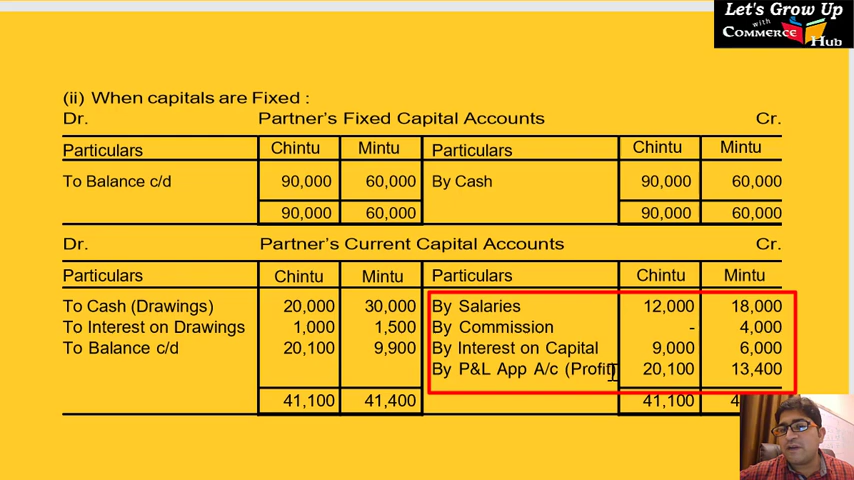 Let's Grow Up
with
COMMERCE
Hub
(ii) When capitals are Fixed :
Dr. Partner's Fixed Capital Accounts Cr.
Particulars Chintu Mintu Particulars Chintu Mintu
To Balance c/d 90,000 60,000 By Cash 90,000 60,000
90,000 60,000 90,000 60,000
Dr. Partner's Current Capital Accounts Cr.
Particulars Chintu Mintu Particulars Chintu Mintu
To Cash (Drawings) 20,000 30,000 By Salaries 12,000 18,000
To Interest on Drawings 1,000 1,500 By Commission - 4,000
To Balance c/d 20,100 9,900 By Interest on Capital 9,000 6,000
By P&L App A/c (Profit) 20,100 13,400
41,100 41,400 41,100